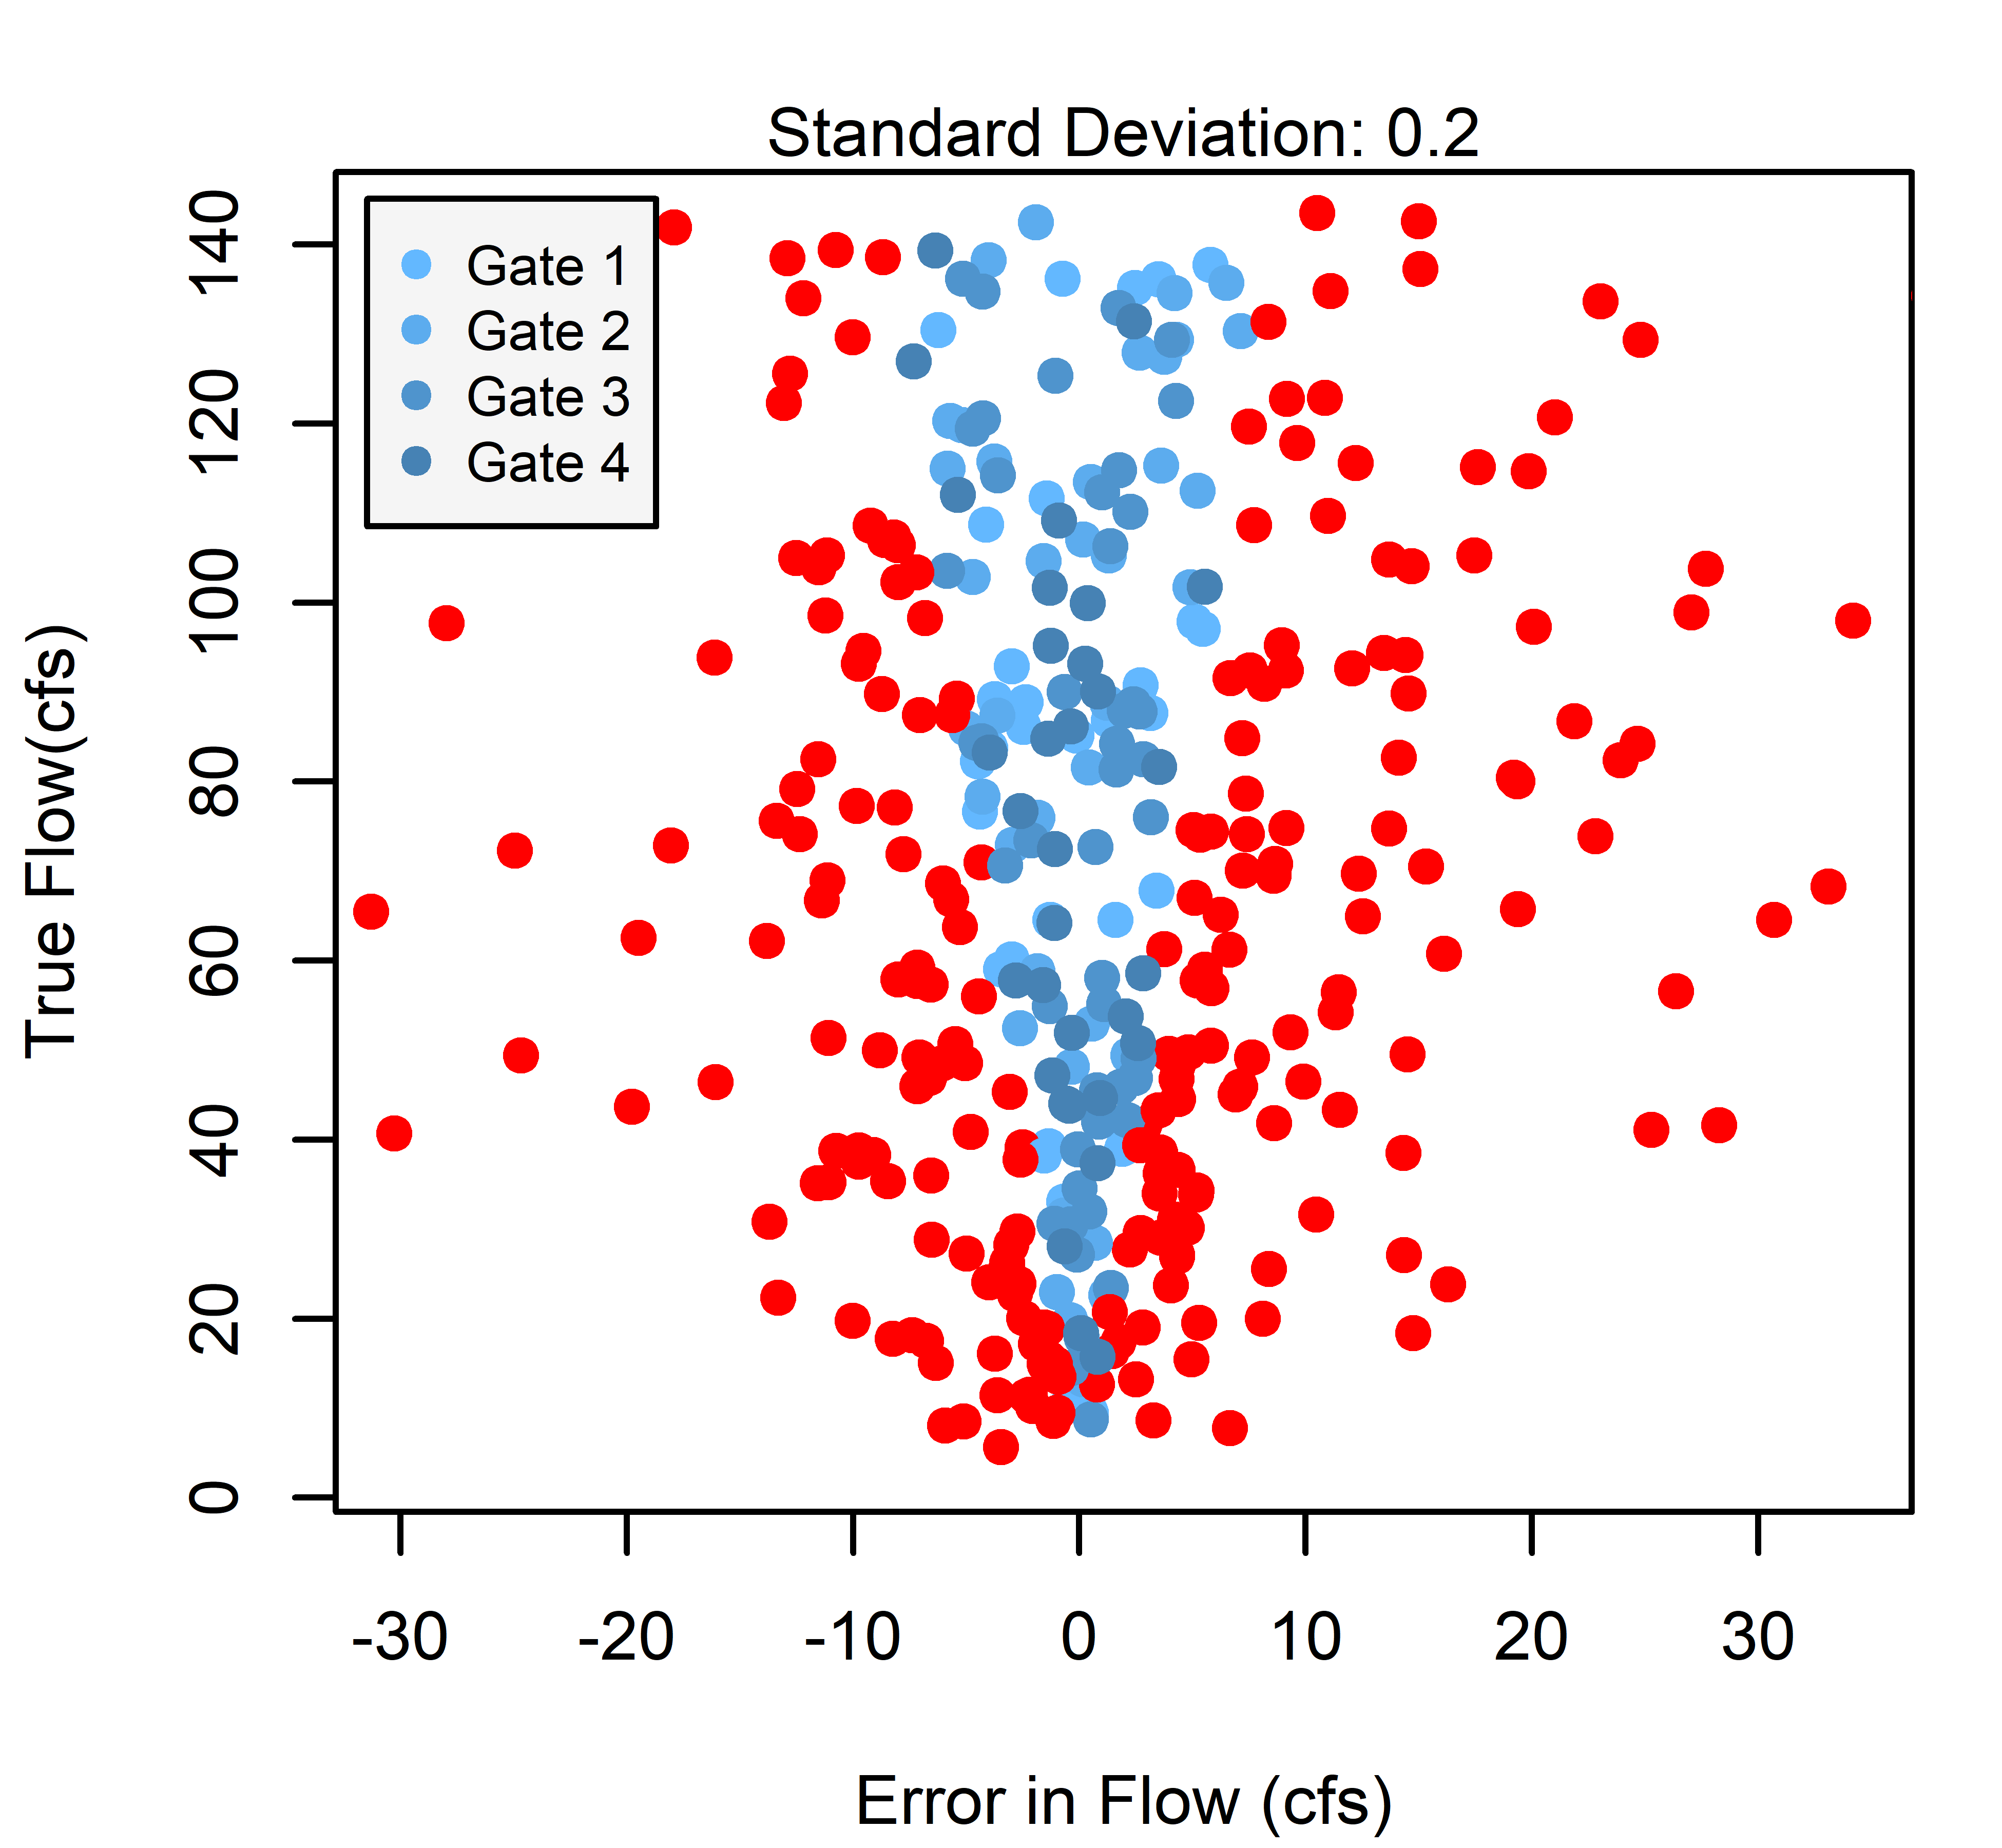 Standard Deviation: 0.2
Gate 1
Gate 2
Gate 3
Gate 4
True Flow(cfs)
140
120
100
80
60
40
20
0
-30 -20 -10 0 10 20 30
Error in Flow (cfs)